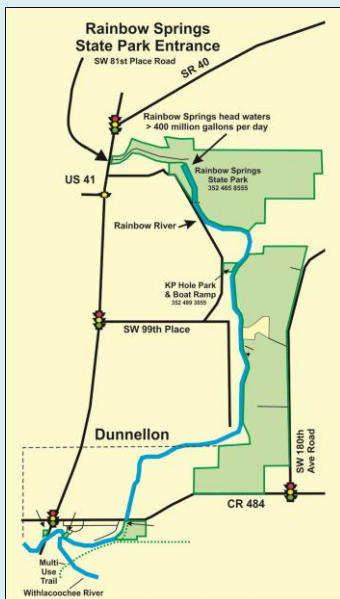 Rainbow Springs
State Park Entrance
SW 81st Place Road
SR 40
Rainbow Springs head waters
> 400 million gallons per day
Rainbow Springs
State Park
352 465 8555
US 41
Rainbow River
KP Hole Park
& Boat Ramp
352 489 3055
SW 99th Place
Dunnellon
SW 180th
Ave Road
CR 484
Multi-
Use
Trail
Withlacoochee River